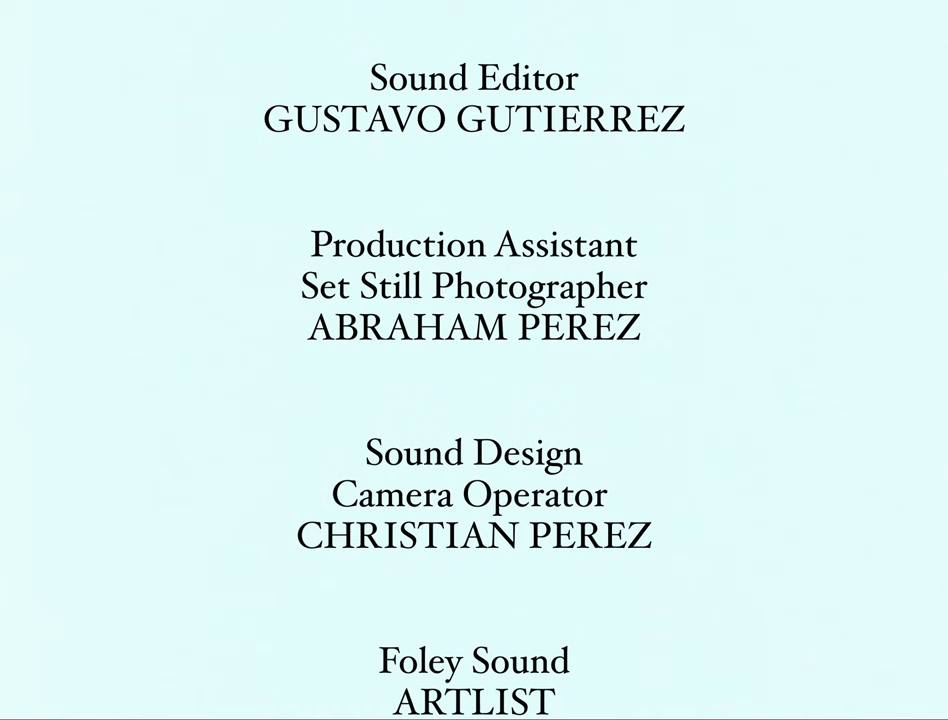 Sound Editor
GUSTAVO GUTIERREZ
Production Assistant
Set Still Photographer
ABRAHAM PEREZ
Sound Design
Camera Operator
CHRISTIAN PEREZ
Foley Sound
ARTLIST